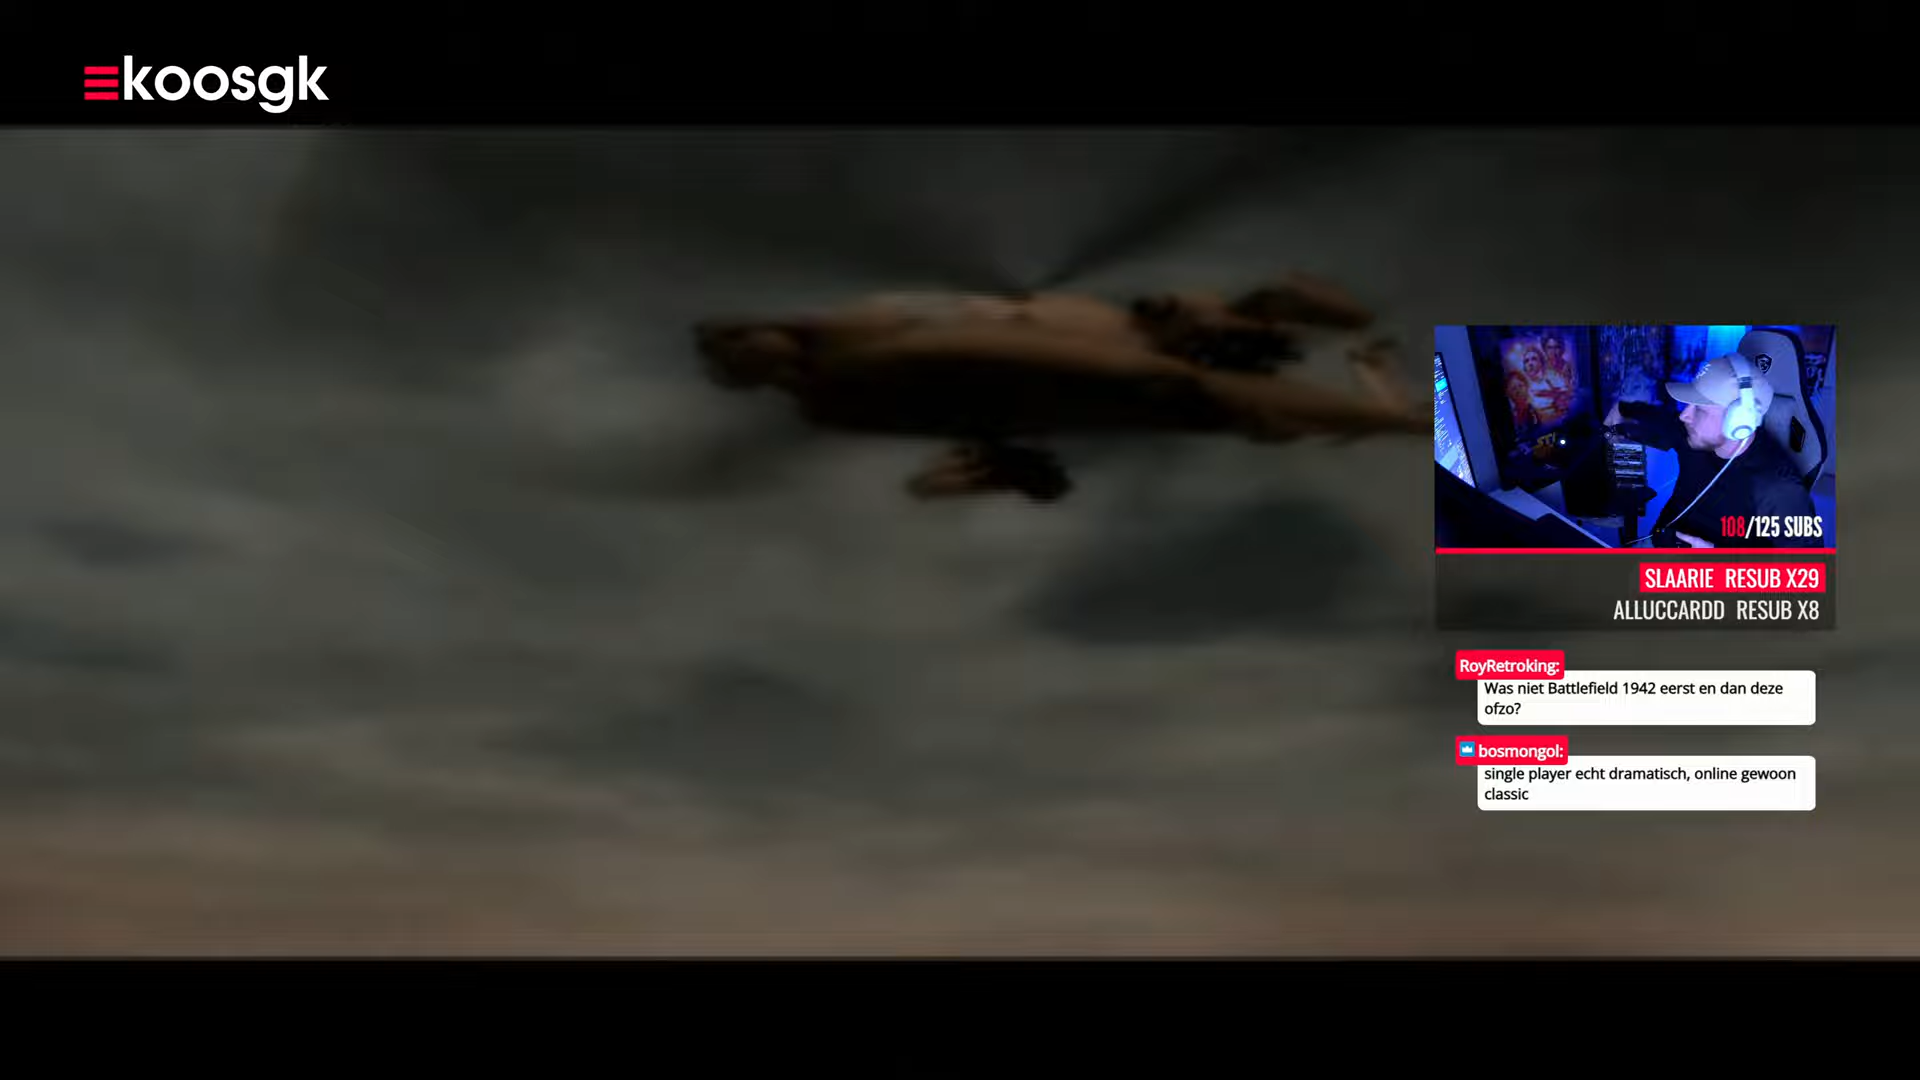 koosgk
108/125 SUBS
SLAARIE RESUB X29
ALLUCCARDD RESUB X8
RoyRetroking:
Was niet Battlefield 1942 eerst en dan deze
ofzo?
bosmongol:
single player echt dramatisch, online gewoon
classic